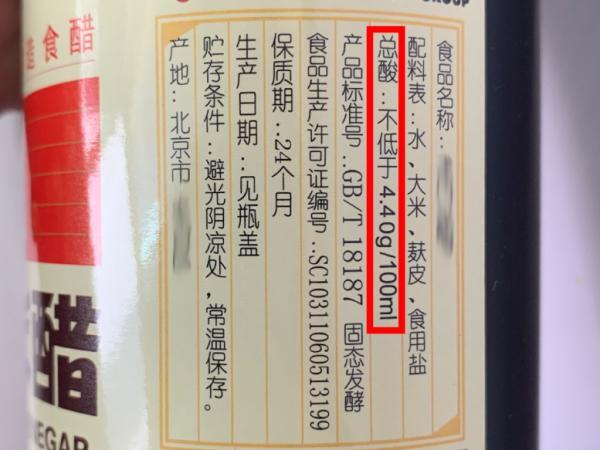 GROUP
食品名称:
配料表:水、大米、麸皮、食用盐
总酸:不低于4.40g/100ml
产品标准号:GB/T 18187 固态发酵
食品生产许可证编号:SC10311060513199
保质期:24个月
生产日期:见瓶盖
贮存条件:避光阴凉处,常温保存。
产地:北京市
造食醋
醋
NEGAR